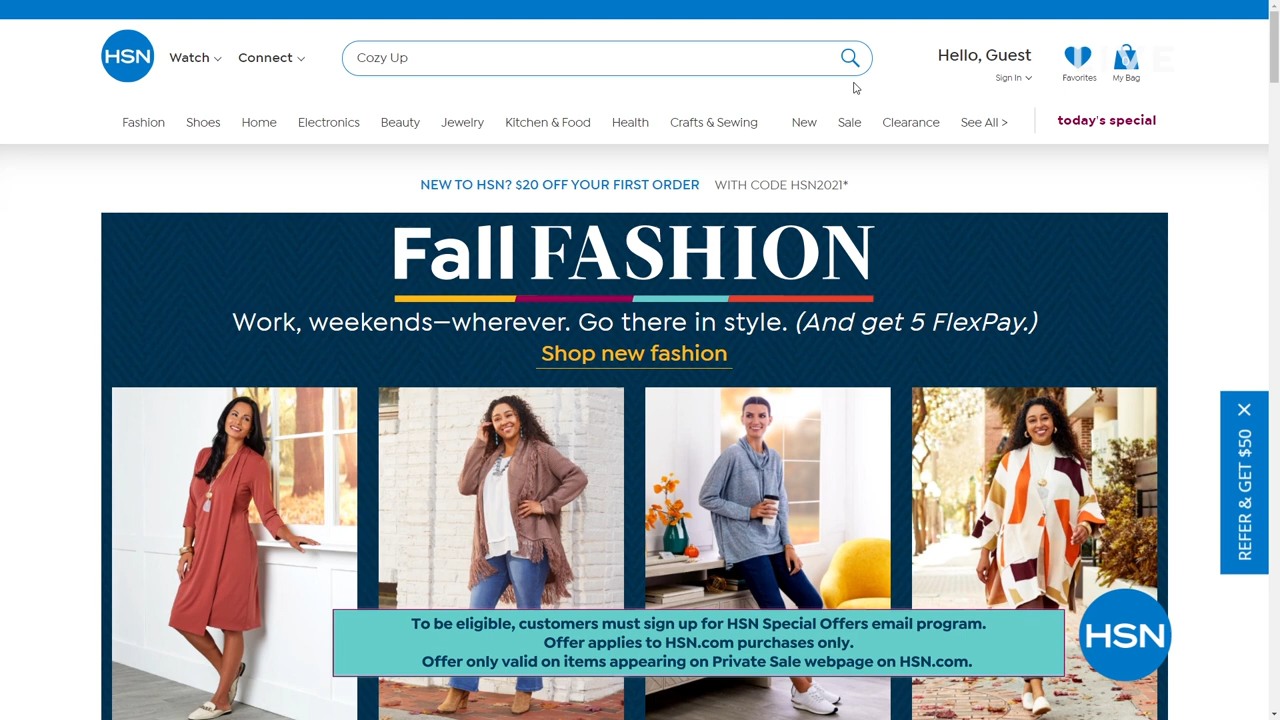 HSN
Watch
Connect
Cozy Up
Hello, Guest
Sign In
Favorites
0
My Bag
LIVE
Fashion
Shoes
Home
Electronics
Beauty
Jewelry
Kitchen & Food
Health
Crafts & Sewing
New
Sale
Clearance
See All >
today's special
NEW TO HSN? $20 OFF YOUR FIRST ORDER WITH CODE HSN2021*
Fall FASHION
Work, weekends—wherever. Go there in style. (And get 5 FlexPay.)
Shop new fashion
REFER & GET $50
To be eligible, customers must sign up for HSN Special Offers email program.
Offer applies to HSN.com purchases only.
Offer only valid on items appearing on Private Sale webpage on HSN.com.
HSN